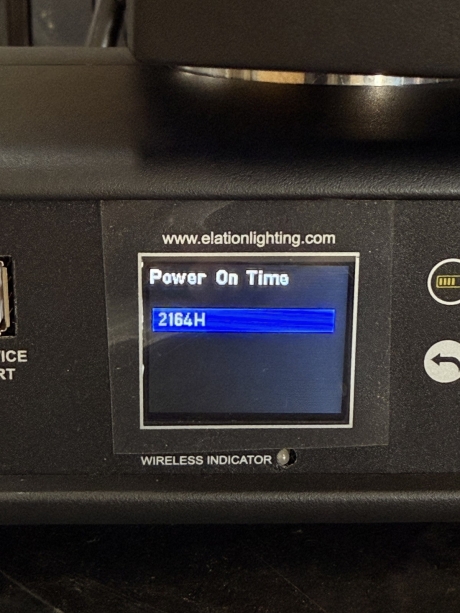 www.elationlighting.com
Power On Time
2164H
WIRELESS INDICATOR